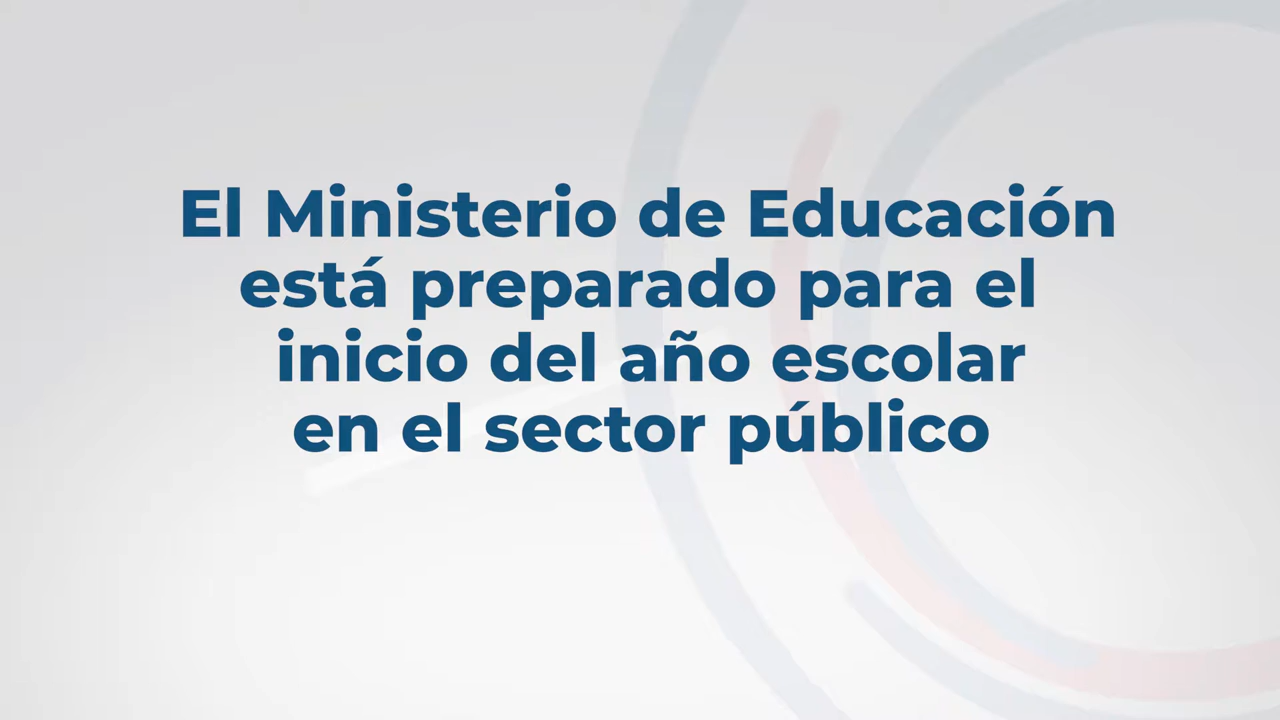 El Ministerio de Educación
está preparado para el
inicio del año escolar
en el sector público